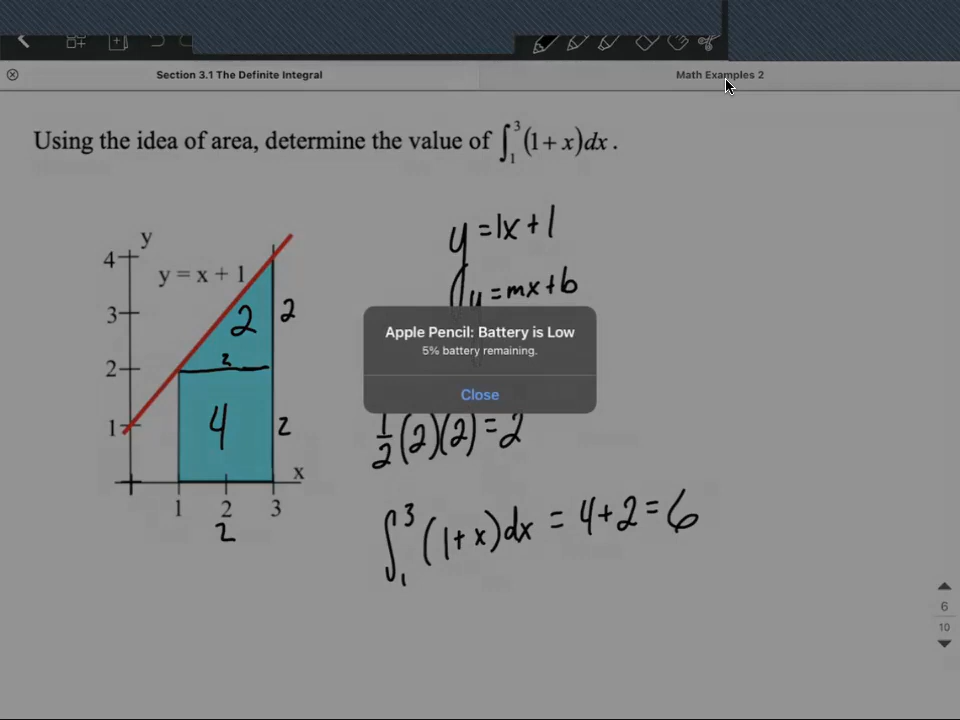 Section 3.1 The Definite Integral
Math Examples 2
Using the idea of area, determine the value of ∫₁³(1+x)dx.
y = 1x + 1
y
4
y = x + 1
y = mx + b
3
2
2
Apple Pencil: Battery is Low
5% battery remaining.
2
2
Close
1
4
2
½(2)(2) = 2
x
1 2 3
2
∫₁³(1+x)dx = 4+2 = 6
6
10